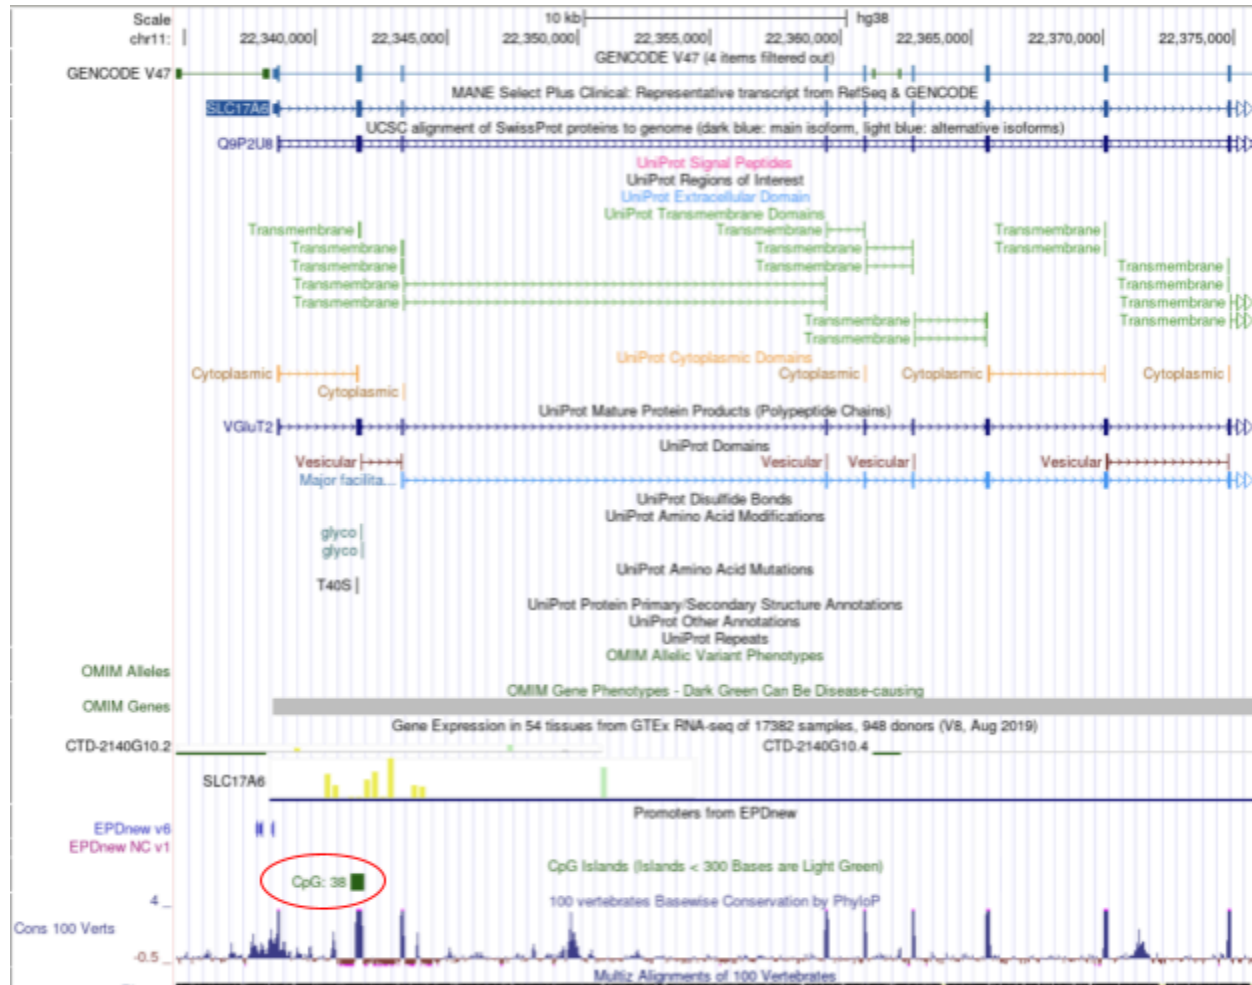 Scale 10 kb hg38
chr11: 22,340,000 22,345,000 22,350,000 22,355,000 22,360,000 22,365,000 22,370,000 22,375,000
GENCODE V47 (4 items filtered out)
GENCODE V47
MANE Select Plus Clinical: Representative transcript from RefSeq & GENCODE
SLC17A6
UCSC alignment of SwissProt proteins to genome (dark blue: main isoform, light blue: alternative isoforms)
Q9P2U8
UniProt Signal Peptides
UniProt Regions of Interest
UniProt Extracellular Domain
UniProt Transmembrane Domains
Transmembrane Transmembrane Transmembrane
Transmembrane Transmembrane Transmembrane
Transmembrane Transmembrane Transmembrane
Transmembrane Transmembrane
Transmembrane Transmembrane
Transmembrane Transmembrane
Transmembrane
UniProt Cytoplasmic Domains
Cytoplasmic Cytoplasmic Cytoplasmic Cytoplasmic
Cytoplasmic
UniProt Mature Protein Products (Polypeptide Chains)
VGluT2
UniProt Domains
Vesicular Vesicular Vesicular Vesicular
Major facilita...
UniProt Disulfide Bonds
UniProt Amino Acid Modifications
glyco
glyco
UniProt Amino Acid Mutations
T40S
UniProt Protein Primary/Secondary Structure Annotations
UniProt Other Annotations
UniProt Repeats
OMIM Allelic Variant Phenotypes
OMIM Alleles
OMIM Gene Phenotypes - Dark Green Can Be Disease-causing
OMIM Genes
Gene Expression in 54 tissues from GTEx RNA-seq of 17382 samples, 948 donors (V8, Aug 2019)
CTD-2140G10.2 CTD-2140G10.4
SLC17A6
Promoters from EPDnew
EPDnew v6
EPDnew NC v1
CpG Islands (Islands < 300 Bases are Light Green)
CpG: 38
100 vertebrates Basewise Conservation by PhyloP
4 _
Cons 100 Verts
-0.5 _
Multiz Alignments of 100 Vertebrates